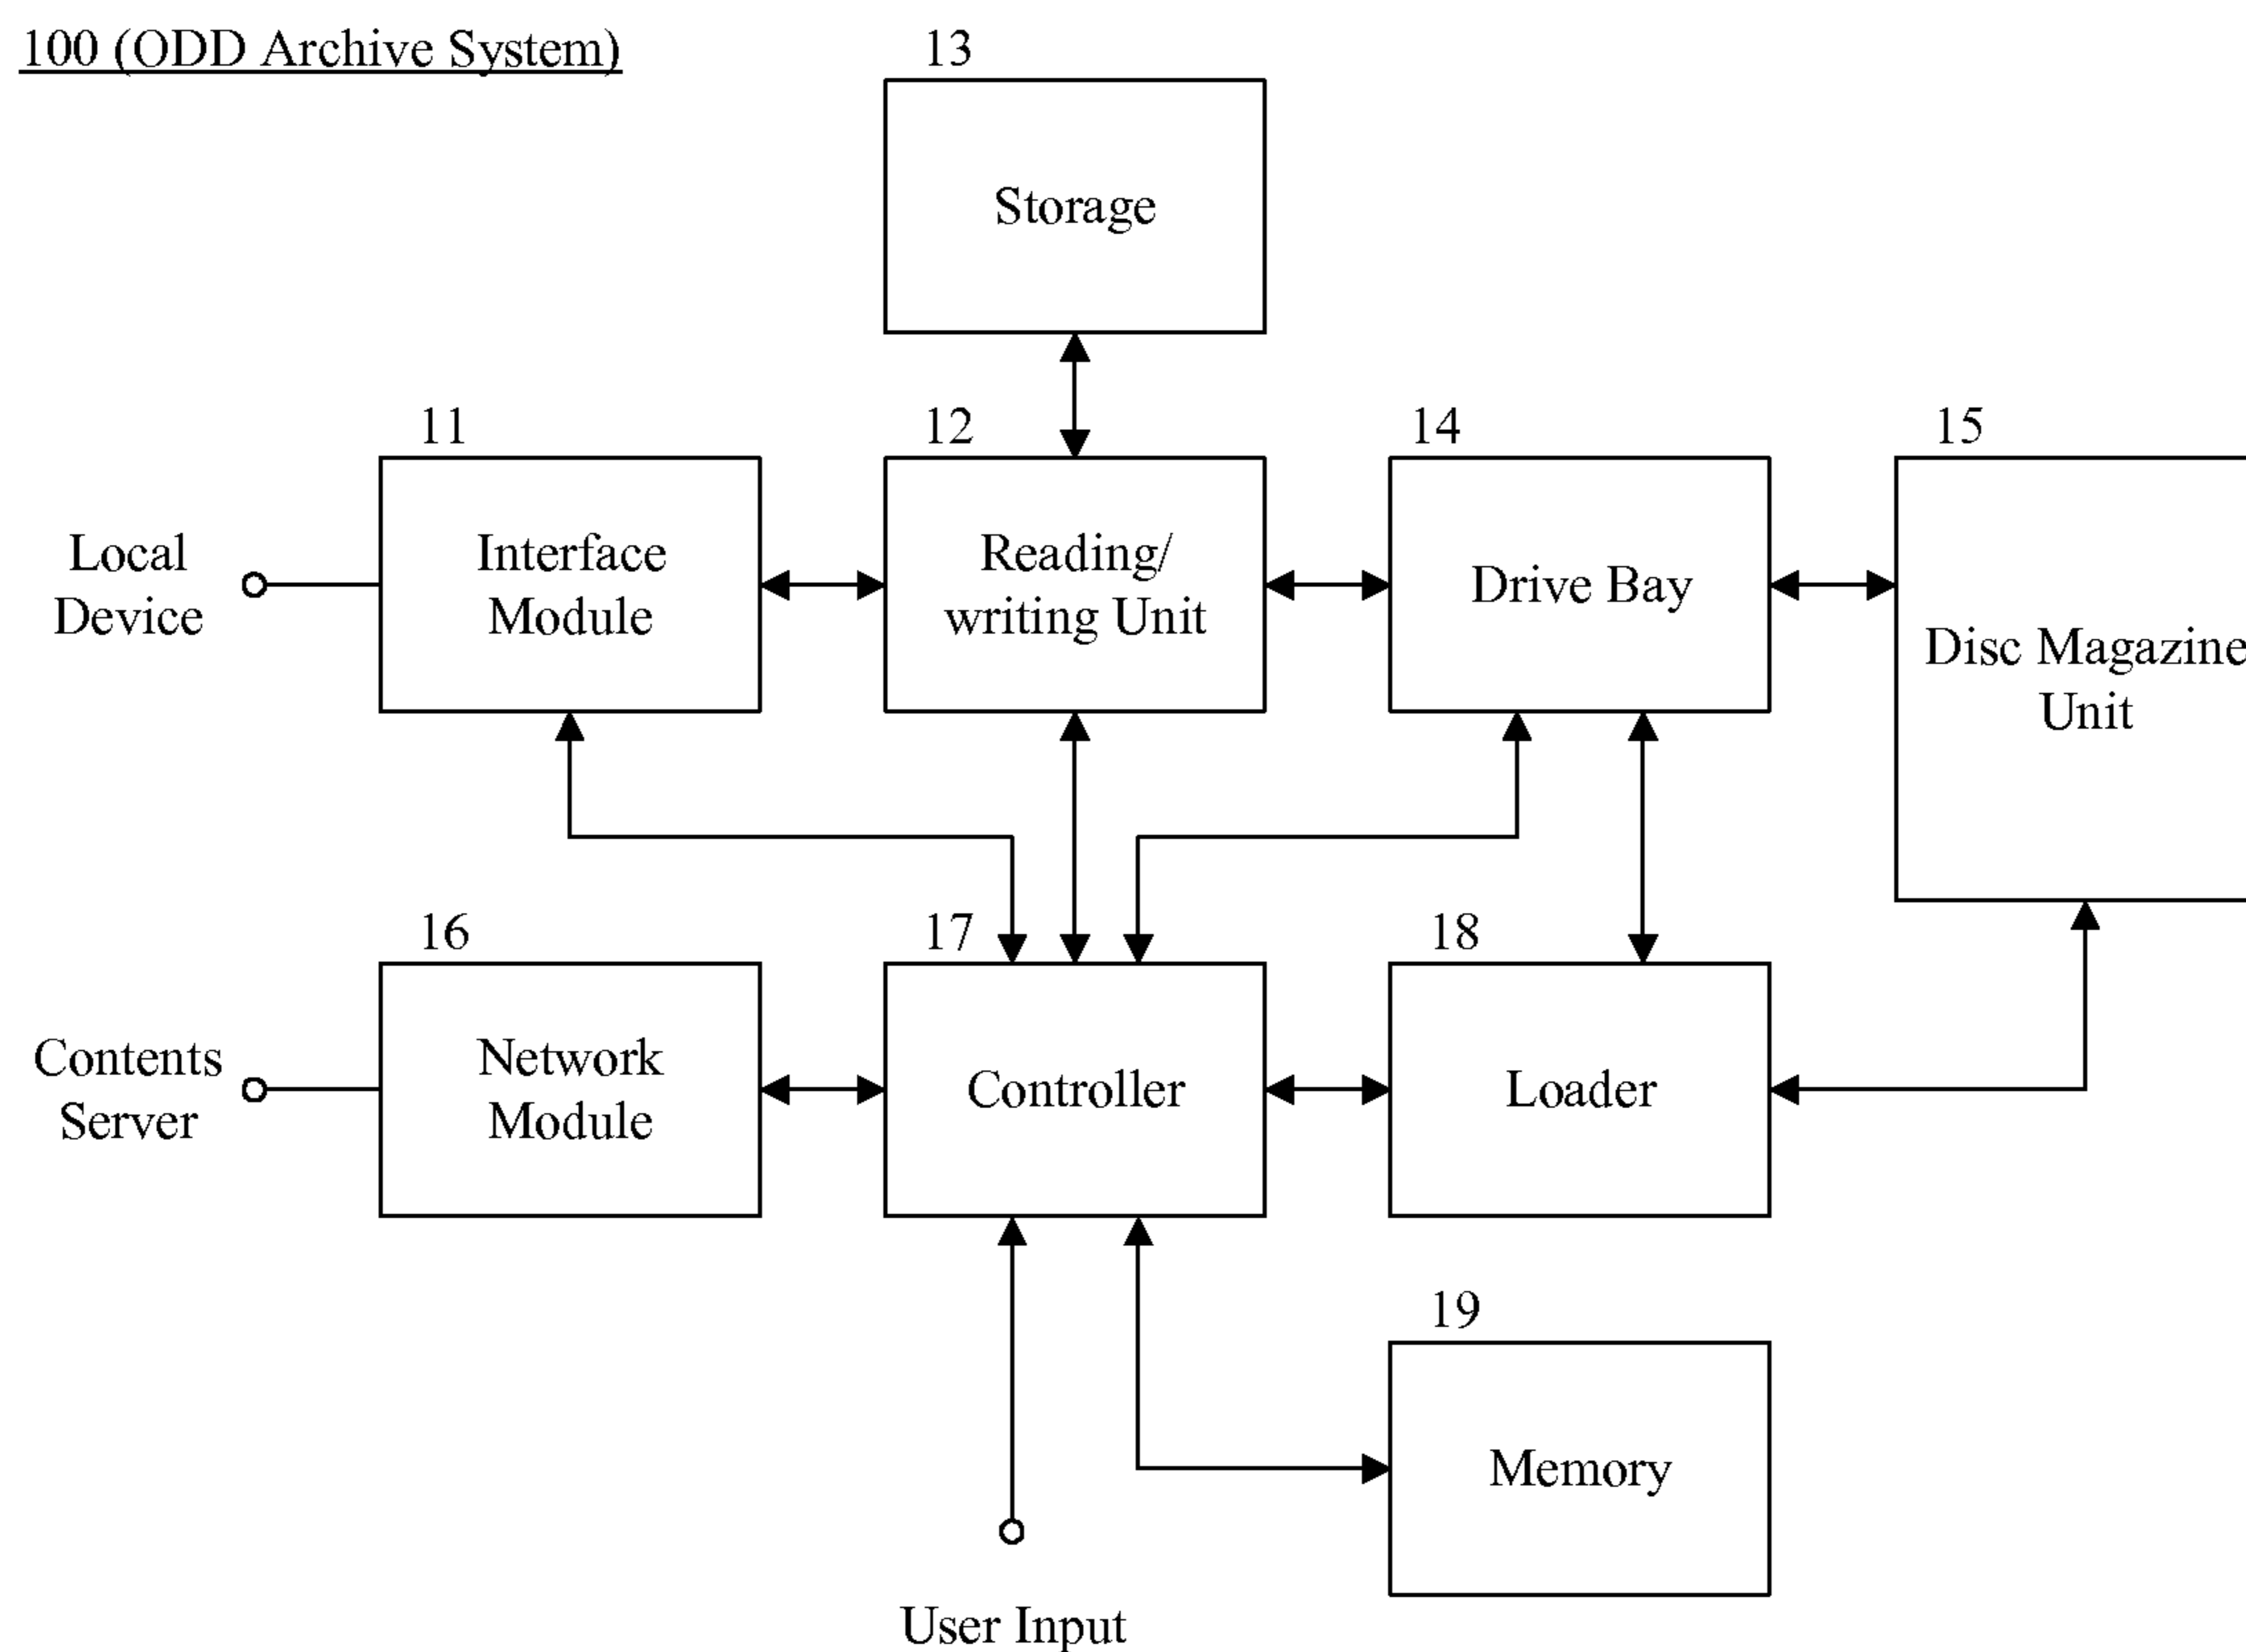 100 (ODD Archive System)
13
Storage
11
12
14
15
Local
Device
Interface
Module
Reading/
writing Unit
Drive Bay
Disc Magazine
Unit
16
17
18
Contents
Server
Network
Module
Controller
Loader
19
Memory
User Input